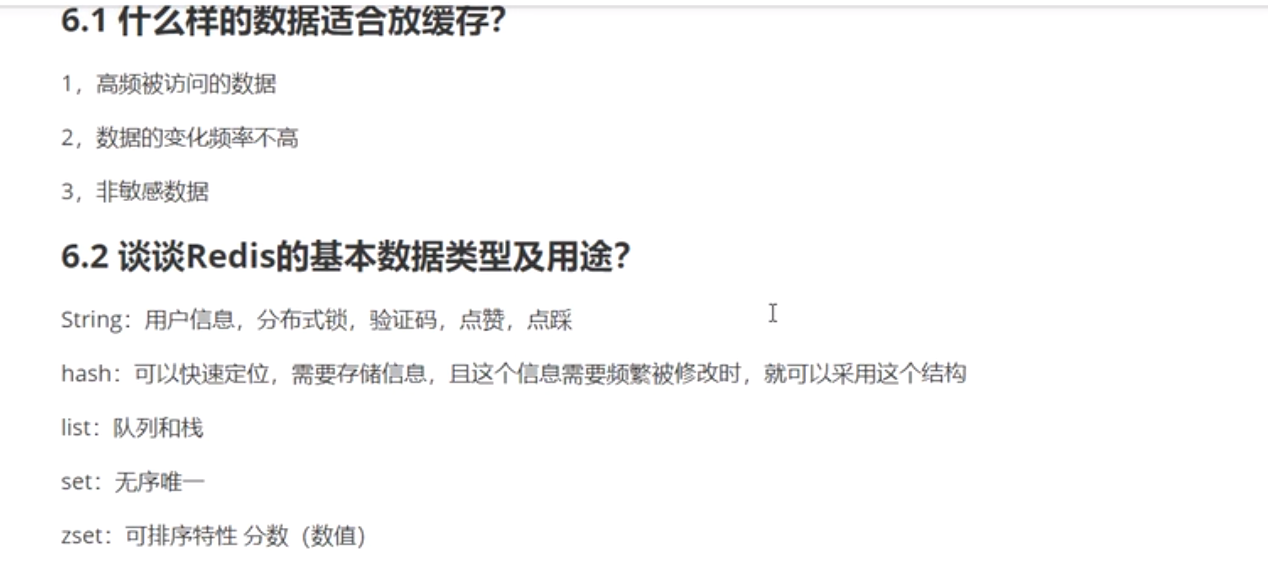 6.1 什么样的数据适合放缓存？
1，高频被访问的数据
2，数据的变化频率不高
3，非敏感数据
6.2 谈谈Redis的基本数据类型及用途？
String：用户信息，分布式锁，验证码，点赞，点踩
hash：可以快速定位，需要存储信息，且这个信息需要频繁被修改时，就可以采用这个结构
list：队列和栈
set：无序唯一
zset：可排序特性 分数（数值）